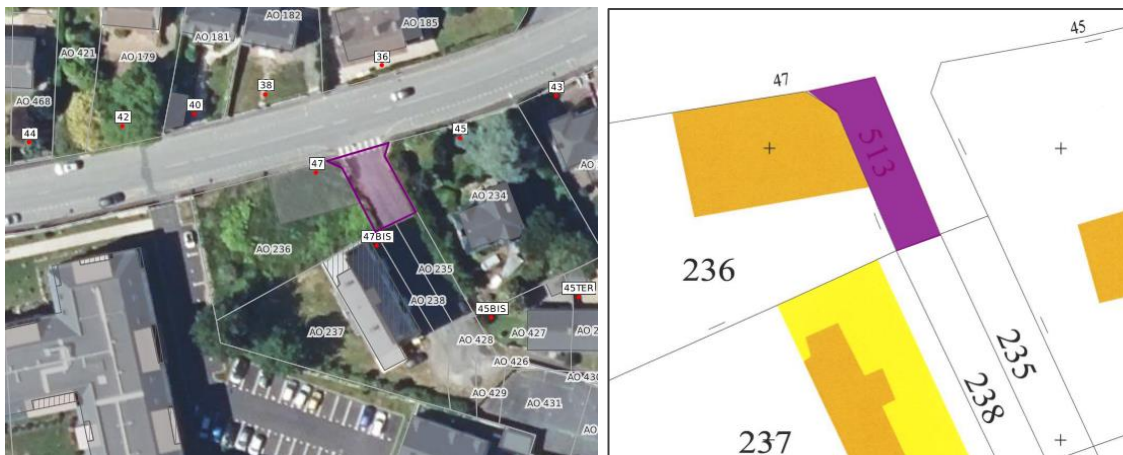 AO 182
AO 185
AO 181
AO 421
AO 179
36
38
43
AO 468
40
42
44
45
47
AO 234
47BIS
AO 236
AO 235
AO 238
45TER
45BIS
AO 237
AO 427
AO 428
AO 426
AO 430
AO 429
AO 431
45
47
513
236
235
238
237